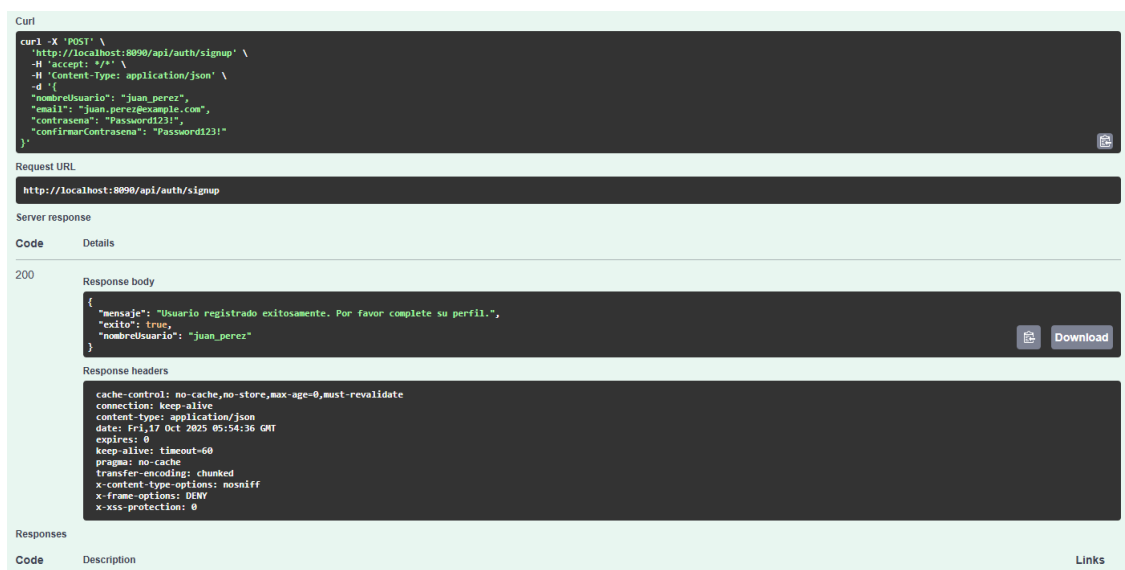 Curl
curl -X 'POST' \
  'http://localhost:8090/api/auth/signup' \
  -H 'accept: */*' \
  -H 'Content-Type: application/json' \
  -d '{
  "nombreUsuario": "juan_perez",
  "email": "juan.perez@example.com",
  "contrasena": "Password123!",
  "confirmarContrasena": "Password123!"
}'
Request URL
http://localhost:8090/api/auth/signup
Server response
Code Details
200
Response body
{
  "mensaje": "Usuario registrado exitosamente. Por favor complete su perfil.",
  "exito": true,
  "nombreUsuario": "juan_perez"
}
Download
Response headers
cache-control: no-cache,no-store,max-age=0,must-revalidate
connection: keep-alive
content-type: application/json
date: Fri,17 Oct 2025 05:54:36 GMT
expires: 0
keep-alive: timeout=60
pragma: no-cache
transfer-encoding: chunked
x-content-type-options: nosniff
x-frame-options: DENY
x-xss-protection: 0
Responses
Code Description Links